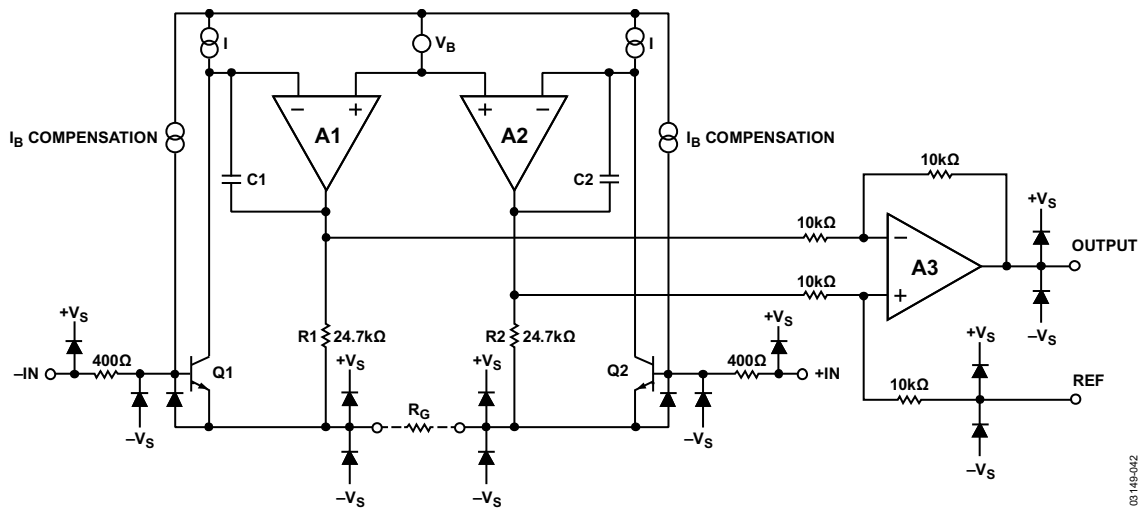 I
V_B
I
I_B COMPENSATION
− +
A1
+ −
A2
I_B COMPENSATION
C1
C2
10kΩ
+V_S
10kΩ
−
A3
OUTPUT
10kΩ
+
−V_S
+V_S
400Ω
−IN
Q1
R1 24.7kΩ
R2 24.7kΩ
+V_S
400Ω
+IN
Q2
+V_S
+V_S
+V_S
10kΩ
REF
−V_S
R_G
−V_S
−V_S
−V_S
−V_S
−V_S
03149-042